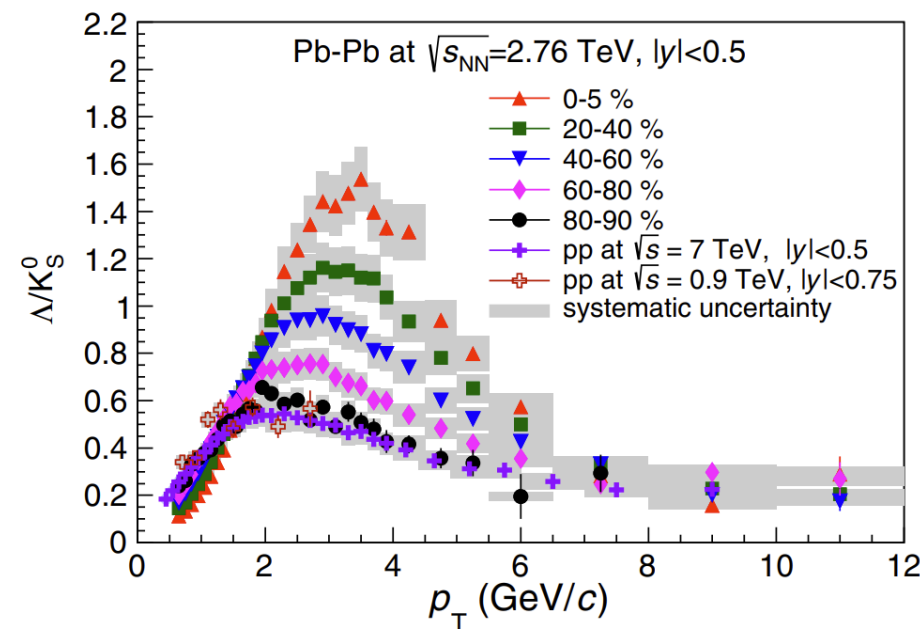 Pb-Pb at √s_NN=2.76 TeV, |y|<0.5
0-5 %
20-40 %
40-60 %
60-80 %
80-90 %
pp at √s = 7 TeV, |y|<0.5
pp at √s = 0.9 TeV, |y|<0.75
systematic uncertainty
Λ/K⁰_S
2.2
2
1.8
1.6
1.4
1.2
1
0.8
0.6
0.4
0.2
0
0 2 4 6 8 10 12
p_T (GeV/c)